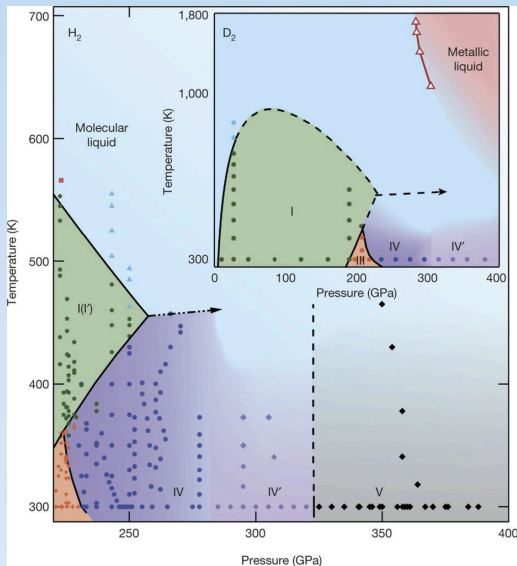 H₂
700
600
500
400
300
Temperature (K)
Molecular
liquid
I(I′)
IV
IV′
V
250
300
350
400
Pressure (GPa)
D₂
1,800
1,000
300
Temperature (K)
Metallic
liquid
I
III
IV
IV′
0
100
200
300
400
Pressure (GPa)